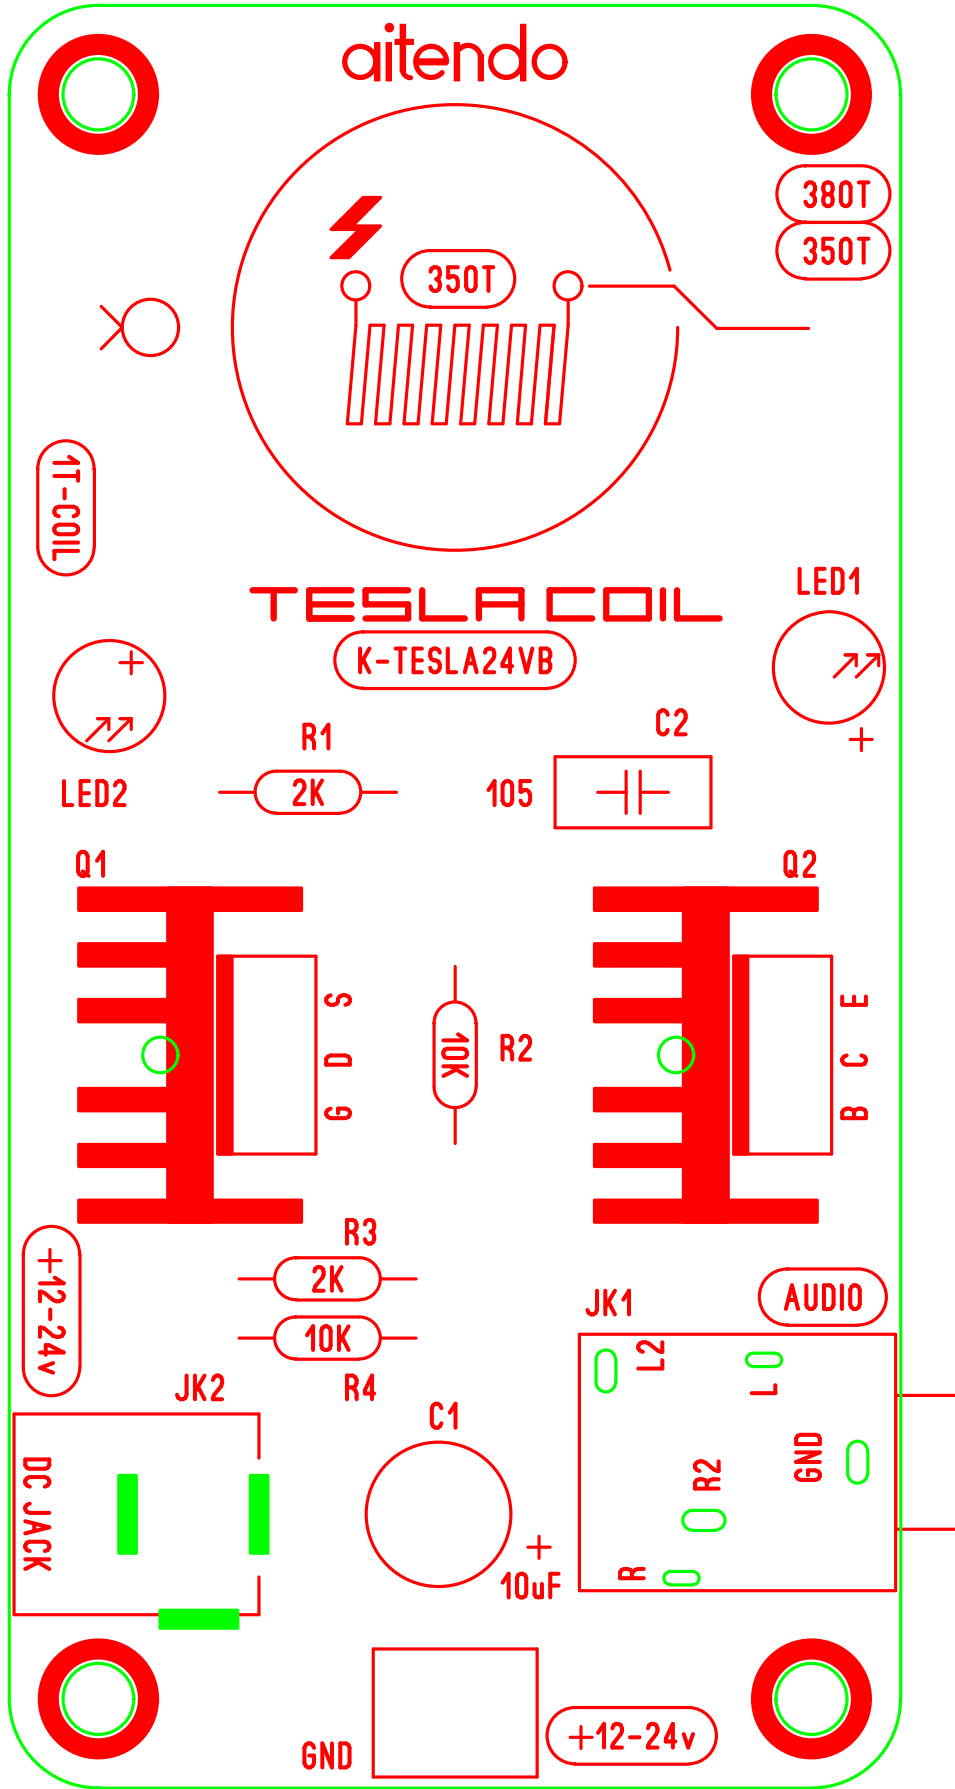 aitendo
380T
350T
350T
1T-COIL
TESLA COIL
LED1
K-TESLA24VB
+
R1
C2
+
LED2
2K
105
Q1
Q2
S
E
10K
R2
D
C
G
B
R3
+12-24v
2K
AUDIO
JK1
10K
L2
L
JK2
R4
C1
GND
DC JACK
R2
+
R
10uF
+12-24v
GND